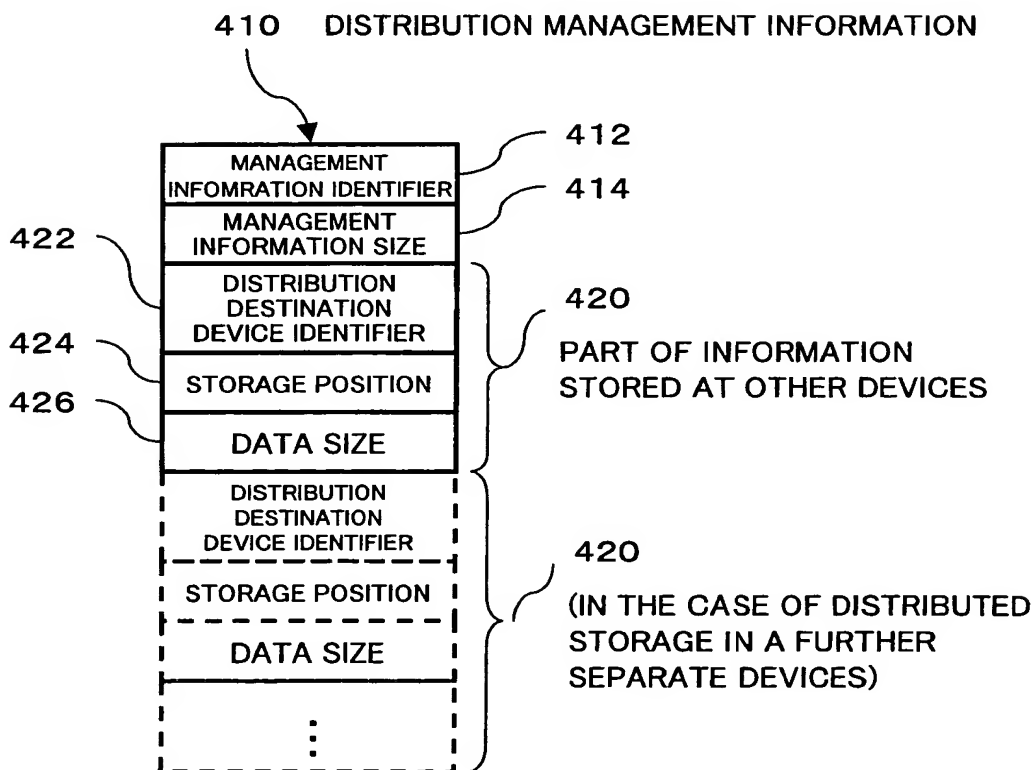 410 DISTRIBUTION MANAGEMENT INFORMATION
412
MANAGEMENT
INFOMRATION IDENTIFIER
414
MANAGEMENT
INFORMATION SIZE
422
DISTRIBUTION
DESTINATION
DEVICE IDENTIFIER
420
PART OF INFORMATION
STORED AT OTHER DEVICES
424
STORAGE POSITION
426
DATA SIZE
DISTRIBUTION
DESTINATION
DEVICE IDENTIFIER
420
(IN THE CASE OF DISTRIBUTED
STORAGE IN A FURTHER
SEPARATE DEVICES)
STORAGE POSITION
DATA SIZE
⋮